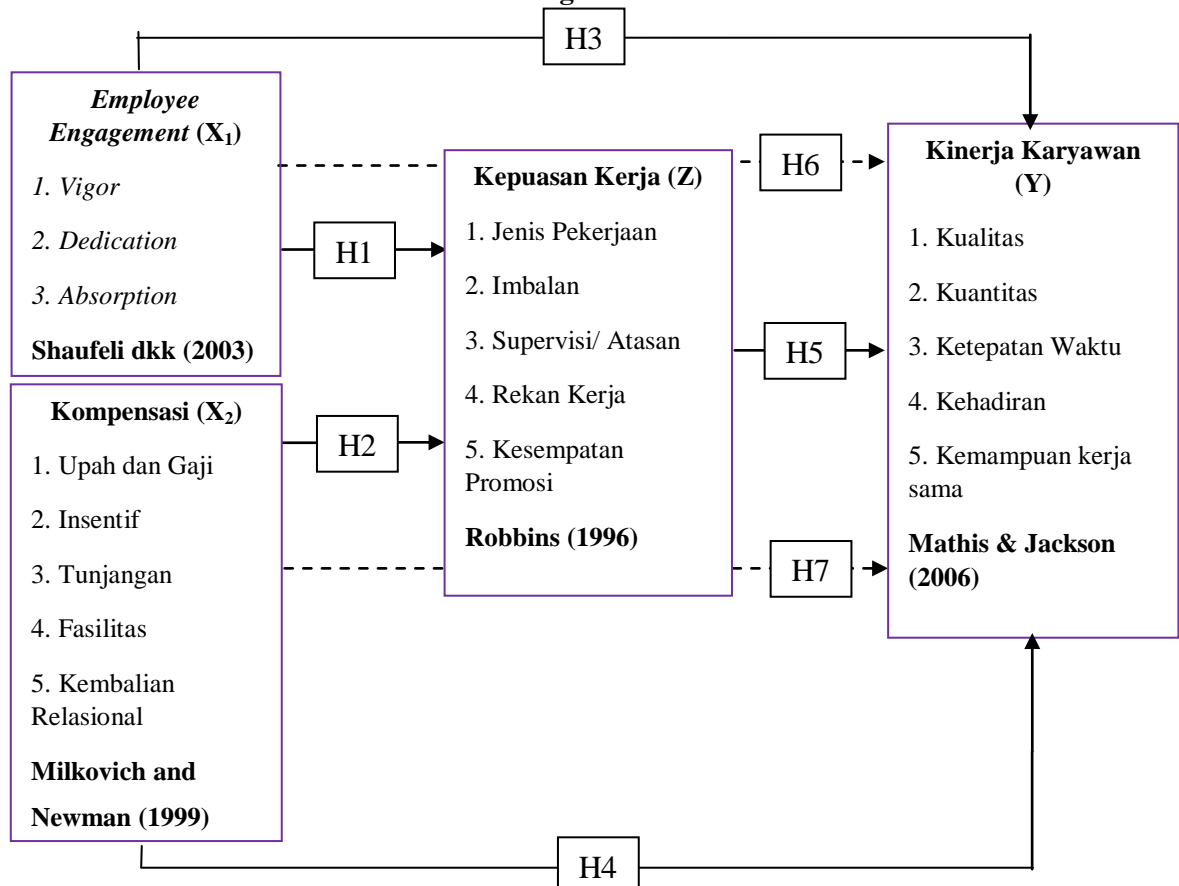 H3
Employee
Engagement (X₁)
1. Vigor
2. Dedication
3. Absorption
Shaufeli dkk (2003)
H1
Kompensasi (X₂)
1. Upah dan Gaji
2. Insentif
3. Tunjangan
4. Fasilitas
5. Kembalian
Relasional
Milkovich and
Newman (1999)
H2
Kepuasan Kerja (Z)
1. Jenis Pekerjaan
2. Imbalan
3. Supervisi/ Atasan
4. Rekan Kerja
5. Kesempatan
Promosi
Robbins (1996)
H6
H5
H7
Kinerja Karyawan
(Y)
1. Kualitas
2. Kuantitas
3. Ketepatan Waktu
4. Kehadiran
5. Kemampuan kerja
sama
Mathis & Jackson
(2006)
H4